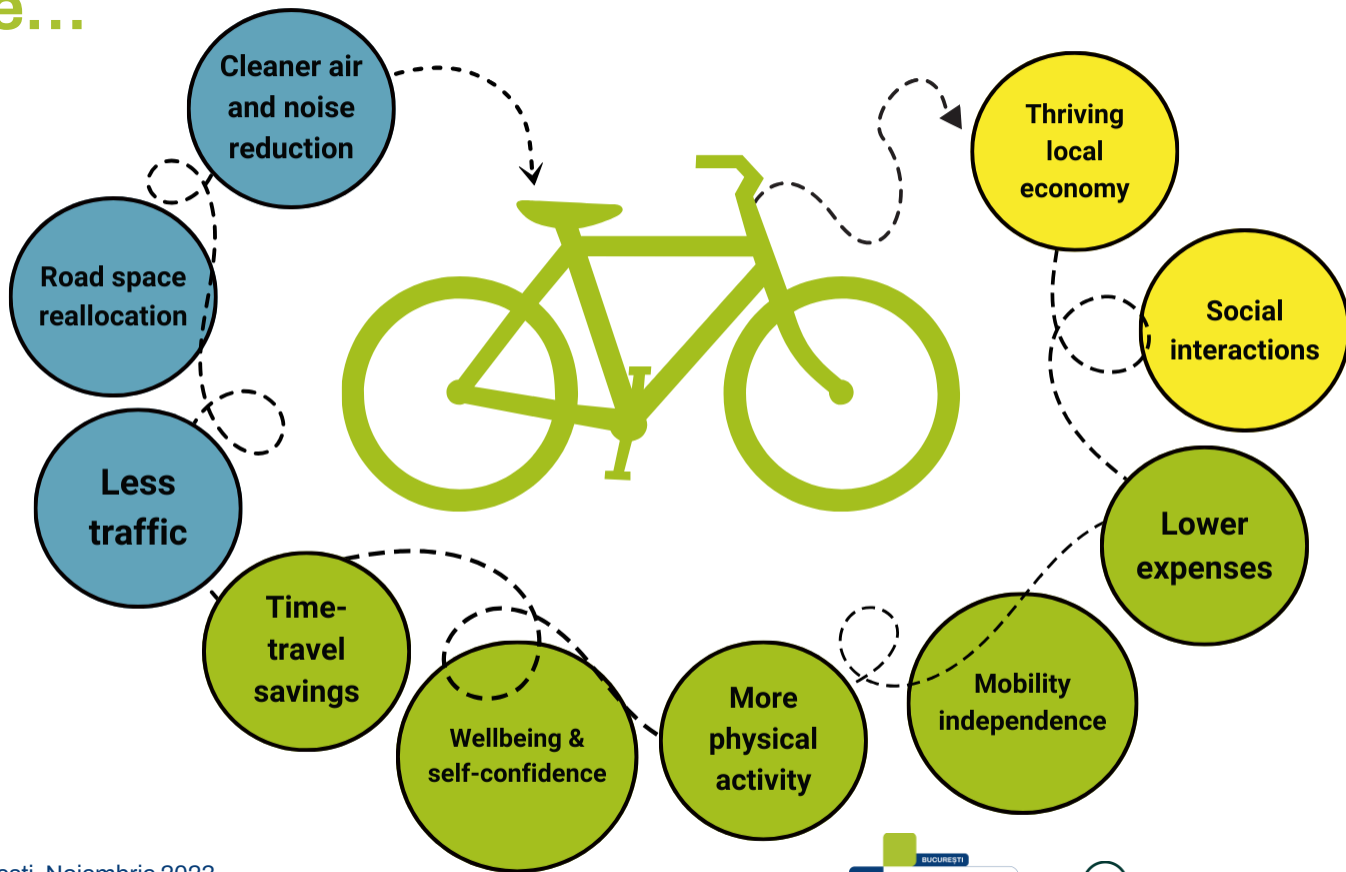 e...
Cleaner air
and noise
reduction
Thriving
local
economy
Road space
reallocation
Social
interactions
Less
traffic
Lower
expenses
Time-
travel
savings
Wellbeing &
self-confidence
More
physical
activity
Mobility
independence
BUCUREȘTI